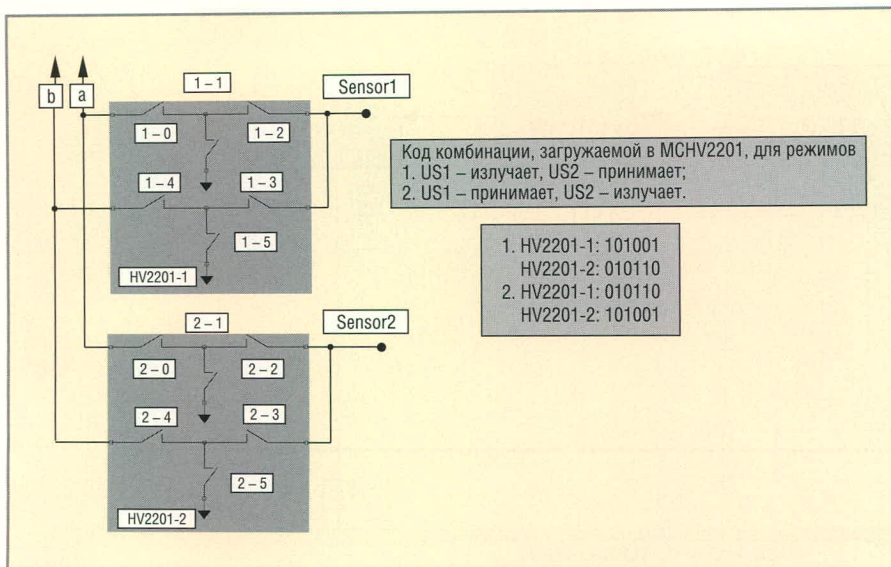 b
a
1 – 1
Sensor1
1 – 0
1 – 2
1 – 4
1 – 3
1 – 5
HV2201-1
2 – 1
Sensor2
2 – 0
2 – 2
2 – 4
2 – 3
2 – 5
HV2201-2
Код комбинации, загружаемой в MCHV2201, для режимов
1. US1 – излучает, US2 – принимает;
2. US1 – принимает, US2 – излучает.
1. HV2201-1: 101001
HV2201-2: 010110
2. HV2201-1: 010110
HV2201-2: 101001